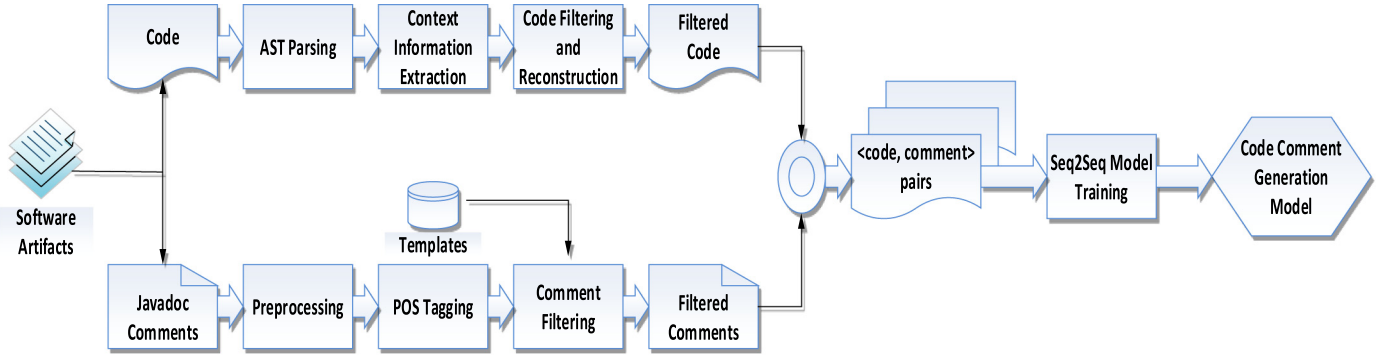 Code
AST Parsing
Context
Information
Extraction
Code Filtering
and
Reconstruction
Filtered
Code
Software
Artifacts
Templates
Javadoc
Comments
Preprocessing
POS Tagging
Comment
Filtering
Filtered
Comments
<code, comment>
pairs
Seq2Seq Model
Training
Code Comment
Generation
Model